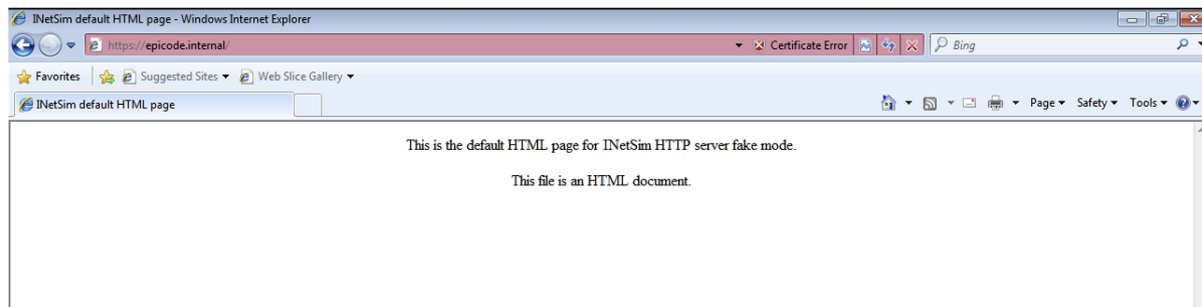 INetSim default HTML page - Windows Internet Explorer
https://epicode.internal/ Certificate Error Bing
Favorites Suggested Sites Web Slice Gallery
INetSim default HTML page Page Safety Tools
This is the default HTML page for INetSim HTTP server fake mode.
This file is an HTML document.